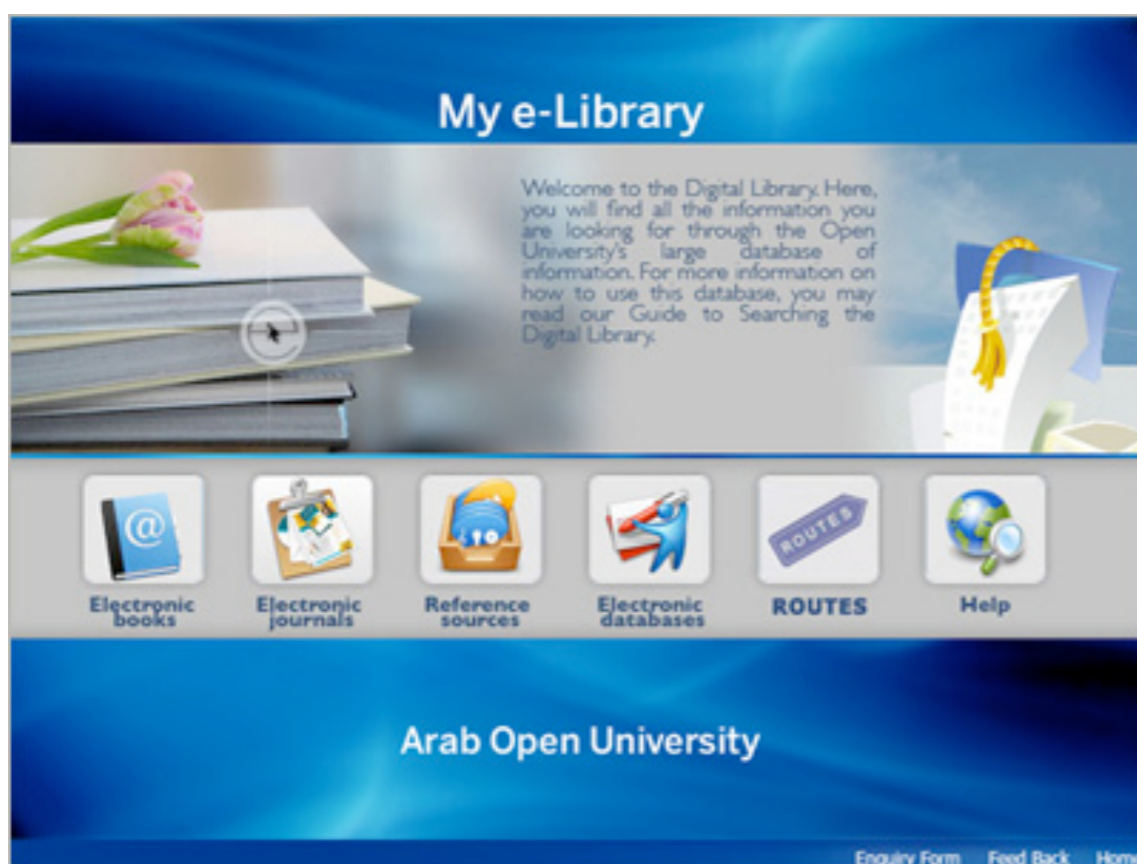 My e-Library
Welcome to the Digital Library. Here,
you will find all the information you
are looking for through the Open
University's large database of
information. For more information on
how to use this database, you may
read our Guide to Searching the
Digital Library.
@
ROUTES
Electronic books
Electronic journals
Reference sources
Electronic databases
ROUTES
Help
Arab Open University
Enquiry Form Feed Back Home